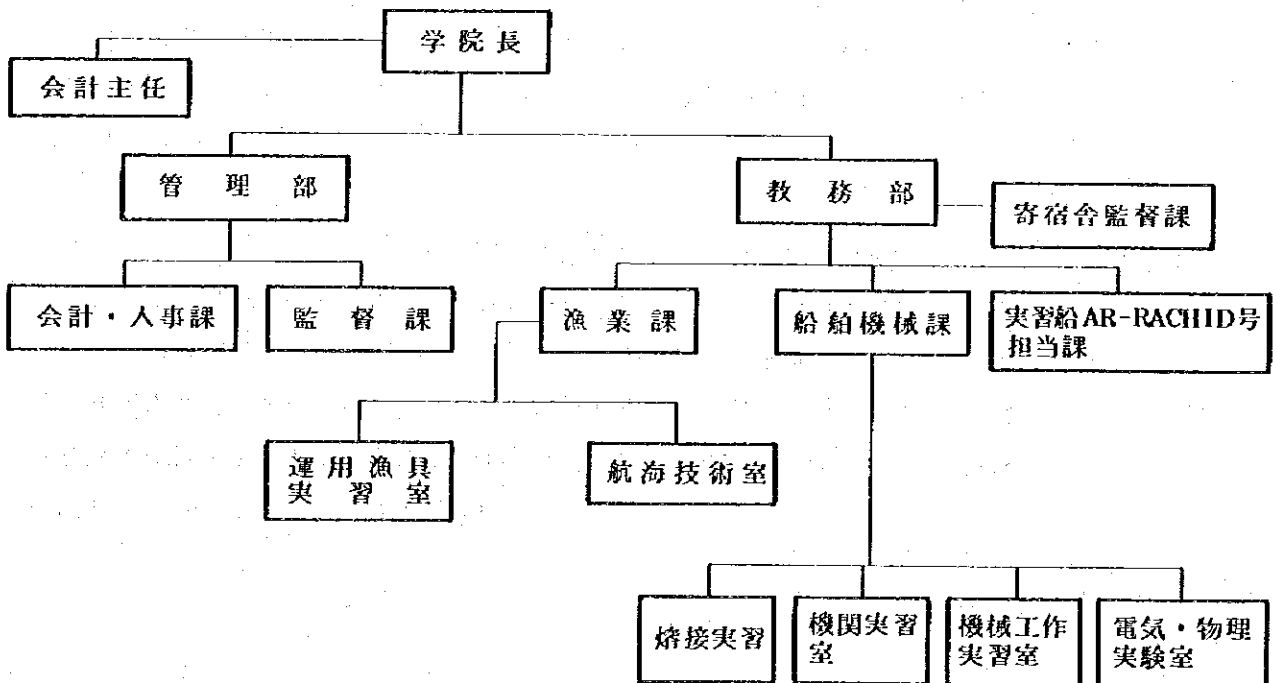 学院長
会計主任
管理部
教務部
寄宿舎監督課
会計・人事課
監督課
漁業課
船舶機械課
実習船AR-RACHID号
担当課
運用漁具
実習室
航海技術室
熔接実習
機関実習
室
機械工作
実習室
電気・物理
実験室